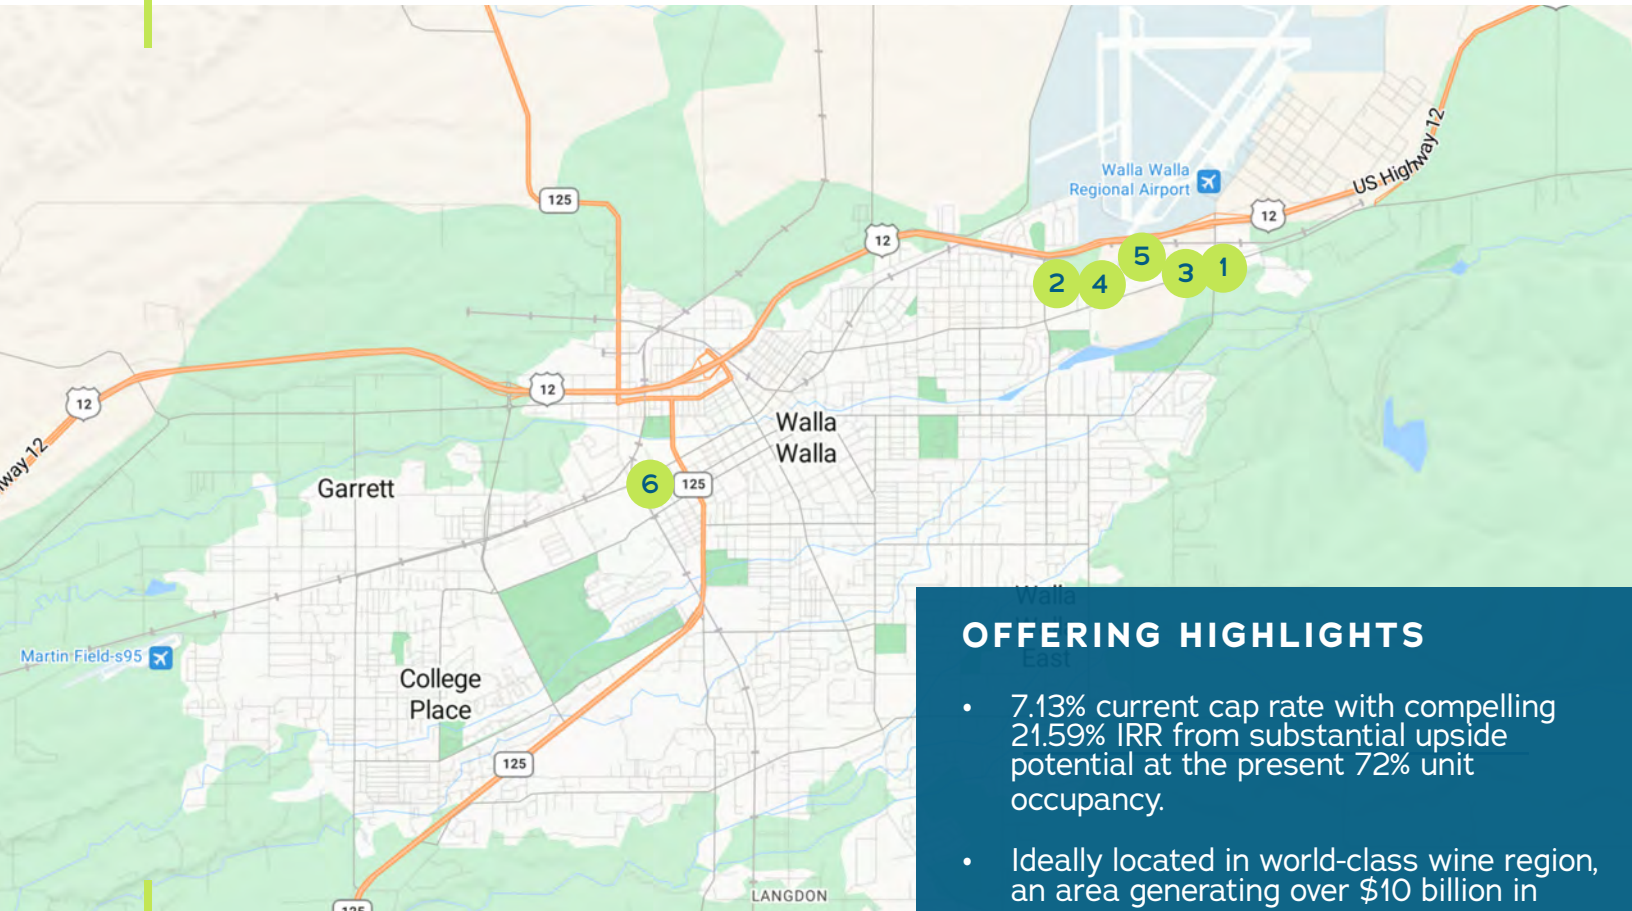 125
12
Walla Walla
Regional Airport
US Highway 12
12
5
3
1
2
4
12
12
Walla
Walla
Garrett
6
125
Martin Field-s95
College
Place
125
LANGDON
125
Walla
East
OFFERING HIGHLIGHTS
• 7.13% current cap rate with compelling
21.59% IRR from substantial upside
potential at the present 72% unit
occupancy.
• Ideally located in world-class wine region,
an area generating over $10 billion in